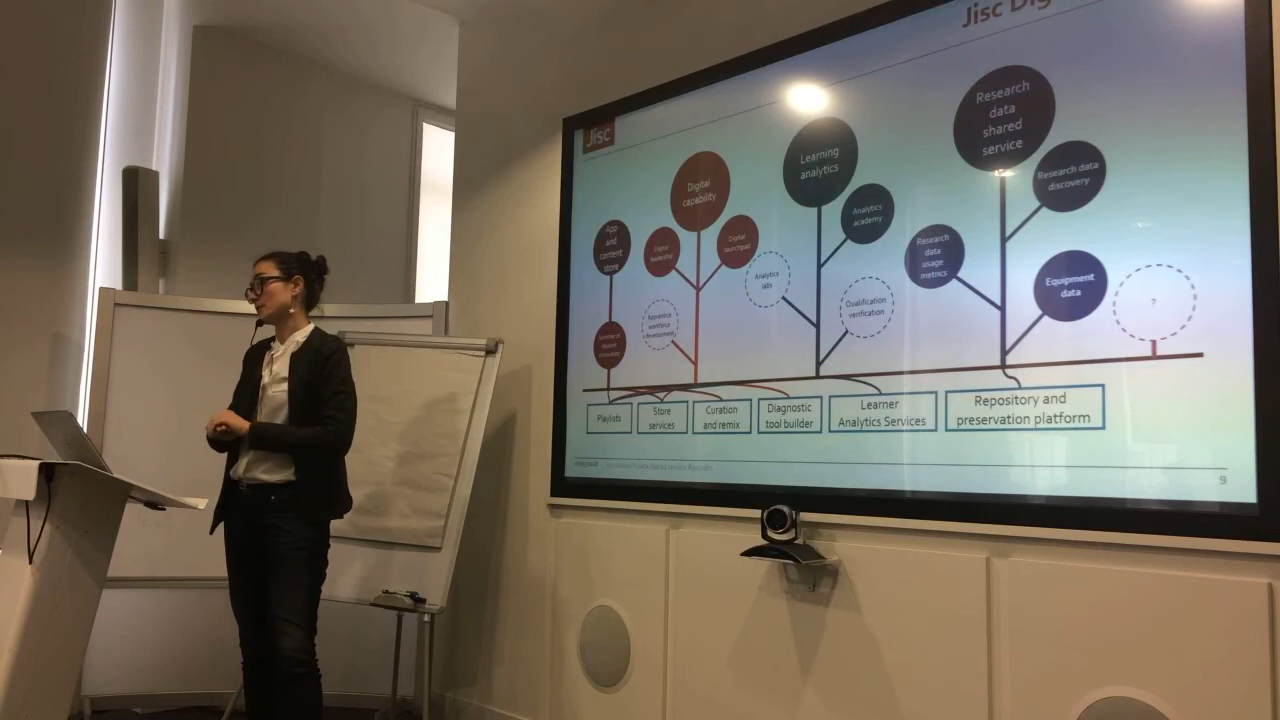 Jisc Dig
Jisc
App
and
content
store
Digital
capability
Digital
leadership
Digital
launchpad
Apprentice
workforce
development
Learning
analytics
Analytics
academy
Analytics
labs
Qualification
verification
Research
data
shared
service
Research data
discovery
Research
data
usage
metrics
Equipment
data
?
Playlists
Store
services
Curation
and remix
Diagnostic
tool builder
Learner
Analytics Services
Repository and
preservation platform
9